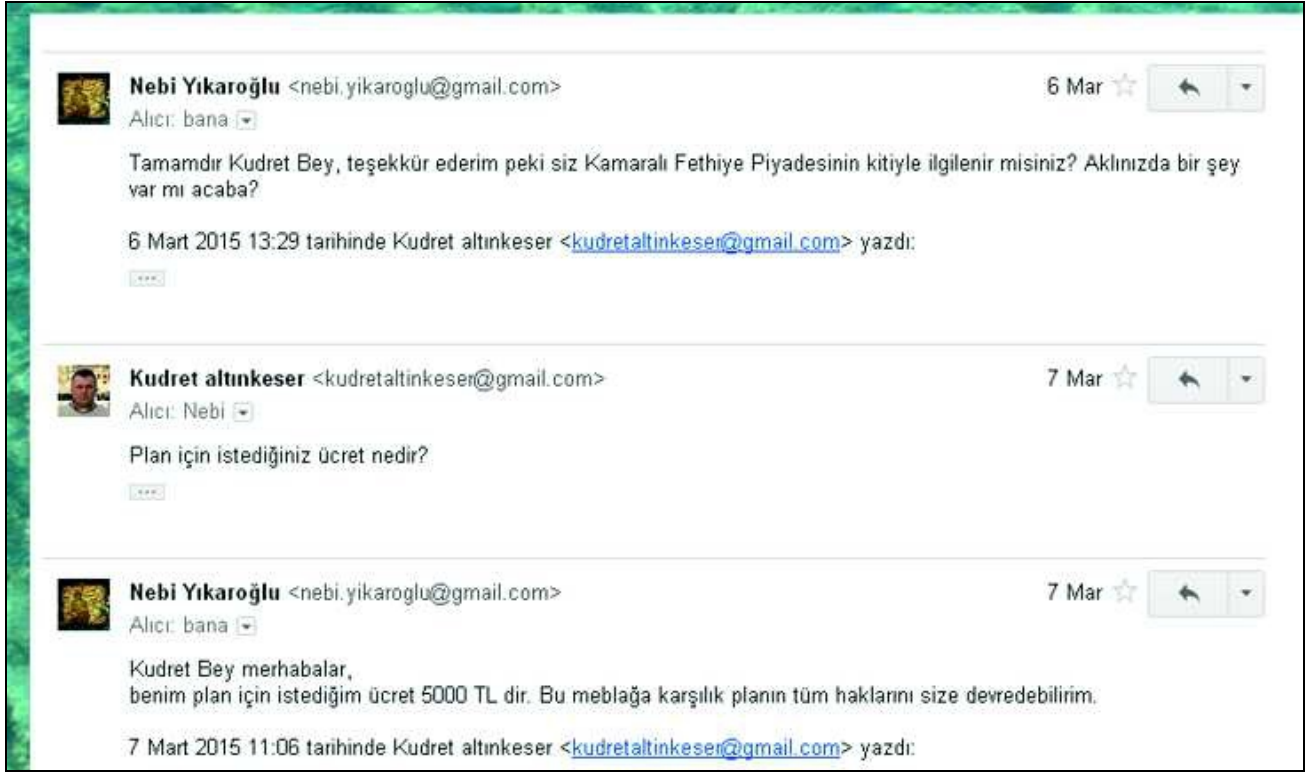 Nebi Yıkaroğlu <nebi.yikaroglu@gmail.com> 6 Mar
Alıcı: bana
Tamamdır Kudret Bey, teşekkür ederim peki siz Kamaralı Fethiye Piyadesinin kitiyle ilgilenir misiniz? Aklınızda bir şey
var mı acaba?
6 Mart 2015 13:29 tarihinde Kudret altınkeser <kudretaltinkeser@gmail.com> yazdı:
Kudret altınkeser <kudretaltinkeser@gmail.com> 7 Mar
Alıcı: Nebi
Plan için istediğiniz ücret nedir?
Nebi Yıkaroğlu <nebi.yikaroglu@gmail.com> 7 Mar
Alıcı: bana
Kudret Bey merhabalar,
benim plan için istediğim ücret 5000 TL dir. Bu meblağa karşılık planın tüm haklarını size devredebilirim.
7 Mart 2015 11:06 tarihinde Kudret altınkeser <kudretaltinkeser@gmail.com> yazdı: